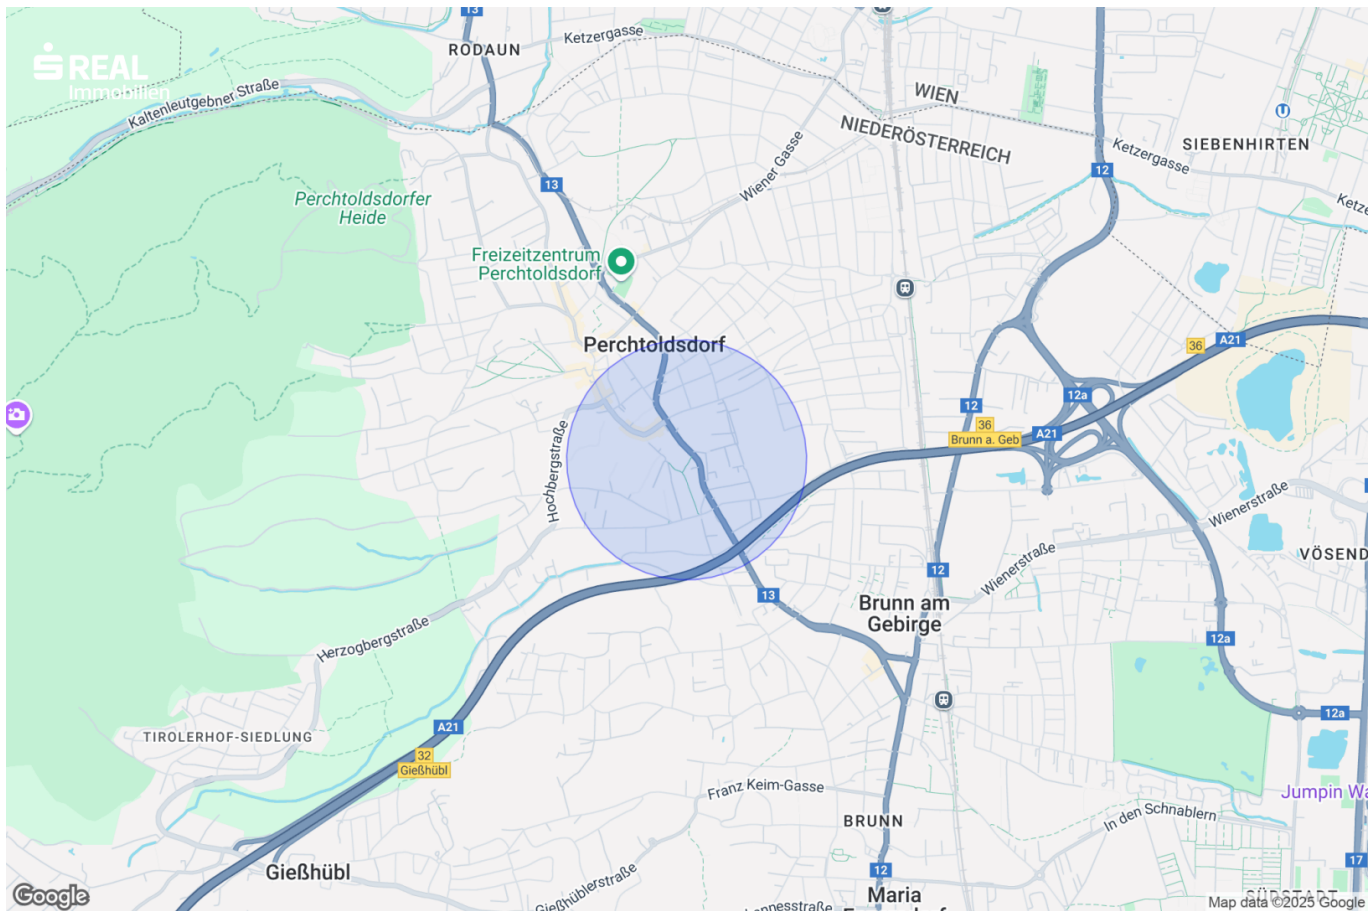 13
RODAUN
Ketzergasse
REAL
Immobilien
Kaltenleutgebner Straße
WIEN
NIEDERÖSTERREICH
SIEBENHIRTEN
U
Ketzergasse
12
Ketze
Wiener Gasse
13
Perchtoldsdorfer
Heide
Freizeitzentrum
Perchtoldsdorf
Perchtoldsdorf
36
A21
12a
12
36
Brunn a. Geb
A21
Hochbergstraße
Wienerstraße
VÖSEND
Wienerstraße
12
13
Brunn am
Gebirge
12a
Herzogbergstraße
A21
TIROLERHOF-SIEDLUNG
32
Gießhübl
12a
Franz Keim-Gasse
Jumpin Wa
In den Schnablern
BRUNN
17
12
Gießhübl
Gießhüblerstraße
Maria
SÜDSTADT
Google
Map data ©2025 Google